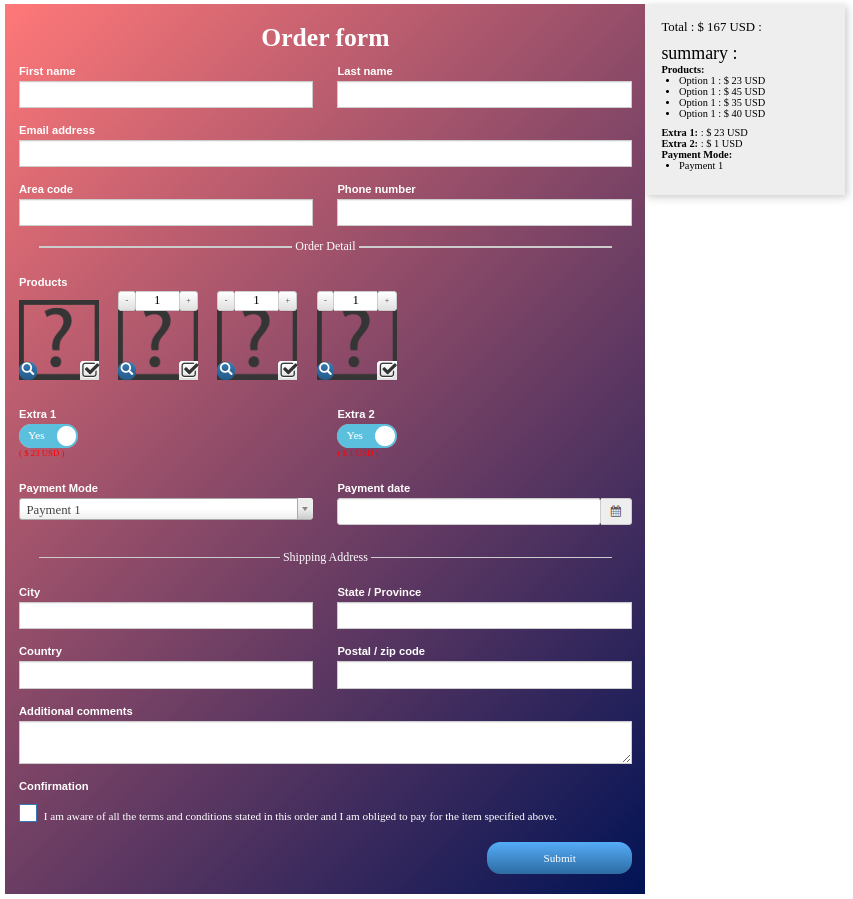 Order form
First name Last name
Email address
Area code Phone number
Order Detail
Products
- 1 + - 1 + - 1 +
Extra 1 Extra 2
Yes Yes
( $ 23 USD ) ( $ 1 USD )
Payment Mode Payment date
Payment 1
Shipping Address
City State / Province
Country Postal / zip code
Additional comments
Confirmation
I am aware of all the terms and conditions stated in this order and I am obliged to pay for the item specified above.
Submit
Total : $ 167 USD :
summary :
Products:
Option 1 : $ 23 USD
Option 1 : $ 45 USD
Option 1 : $ 35 USD
Option 1 : $ 40 USD
Extra 1: : $ 23 USD
Extra 2: : $ 1 USD
Payment Mode:
Payment 1